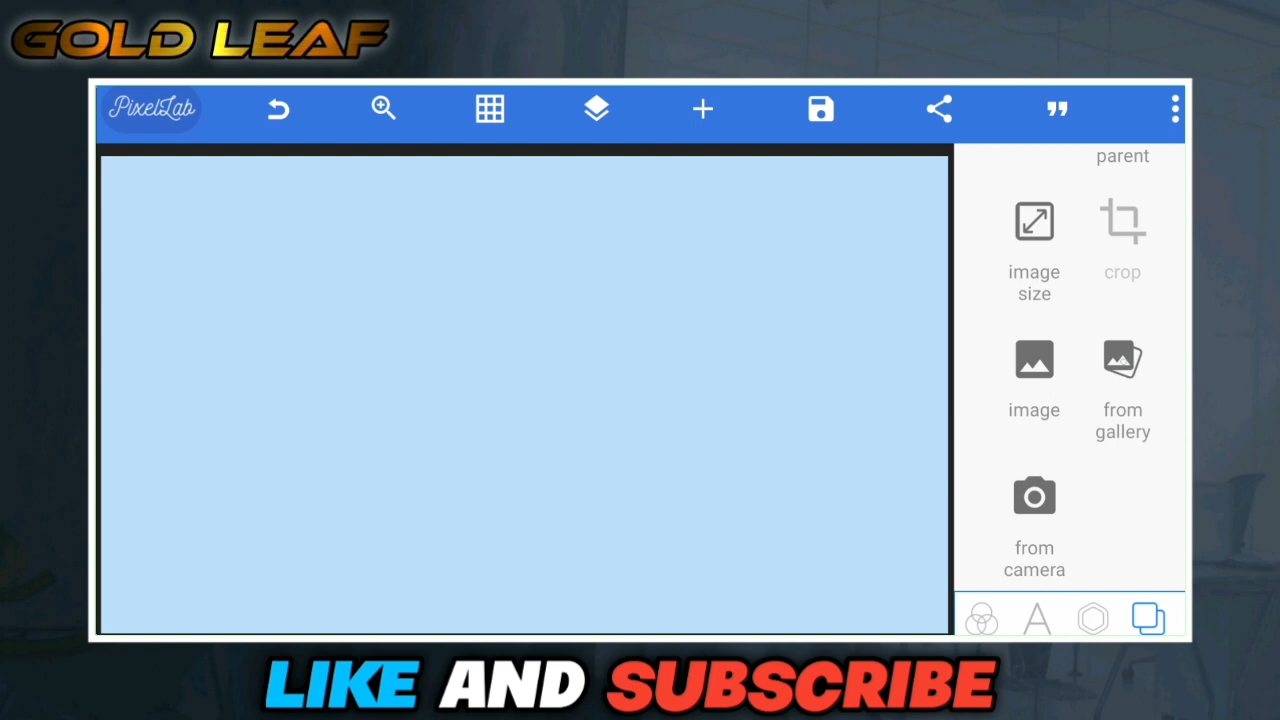 GOLD LEAF
PixelLab
parent
image
size
crop
image
from
gallery
from
camera
LIKE AND SUBSCRIBE